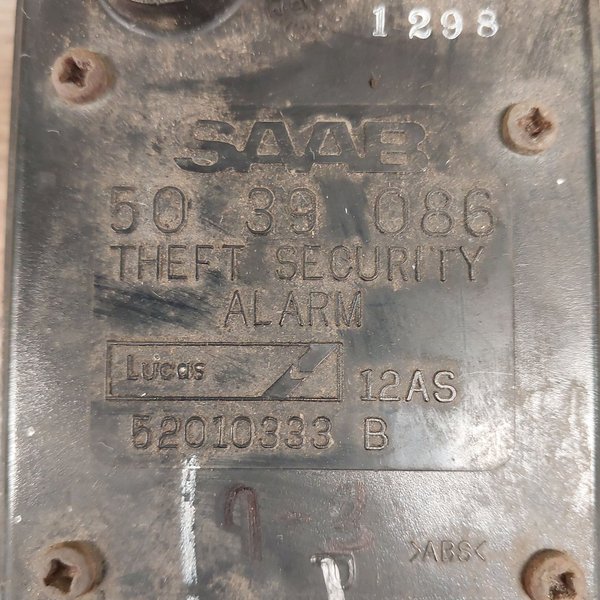 1298
SAAB
50 39 086
THEFT SECURITY
ALARM
Lucas 12AS
52010333 B
9-3
>ABS<